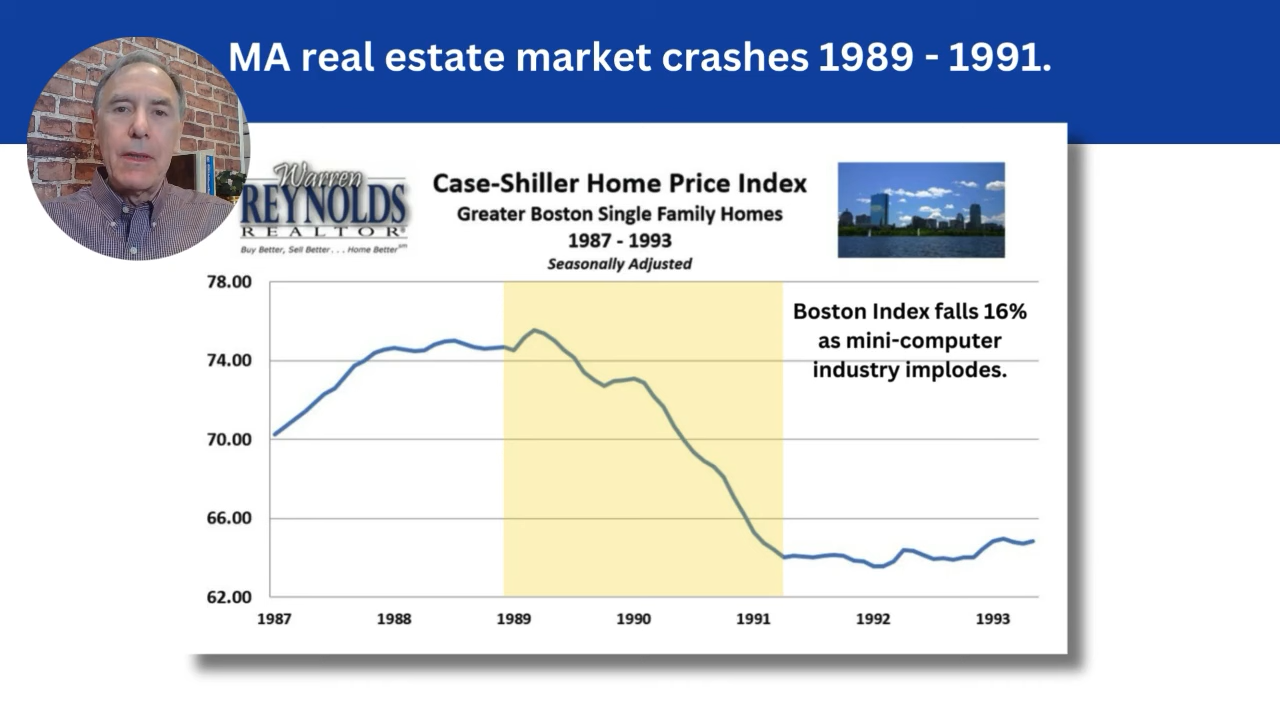 MA real estate market crashes 1989 - 1991.
Warren
REYNOLDS
REALTOR®
Buy Better, Sell Better . . . Home Better℠
Case-Shiller Home Price Index
Greater Boston Single Family Homes
1987 - 1993
Seasonally Adjusted
Boston Index falls 16%
as mini-computer
industry implodes.
78.00
74.00
70.00
66.00
62.00
1987 1988 1989 1990 1991 1992 1993